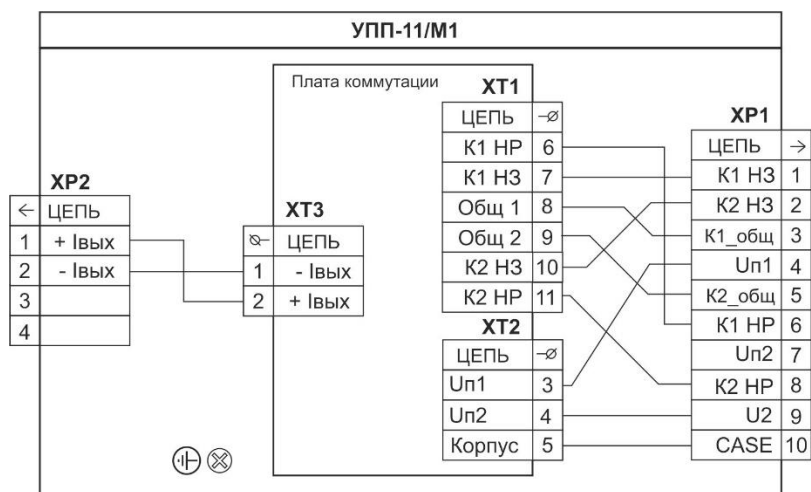 УПП-11/М1
Плата коммутации
XT1
ЦЕПЬ
К1 НР 6
К1 НЗ 7
Общ 1 8
Общ 2 9
К2 НЗ 10
К2 НР 11
XT2
ЦЕПЬ
Uп1 3
Uп2 4
Корпус 5
XP1
ЦЕПЬ →
К1 НЗ 1
К2 НЗ 2
К1_общ 3
Uп1 4
К2_общ 5
К1 НР 6
Uп2 7
К2 НР 8
U2 9
CASE 10
XP2
← ЦЕПЬ
1 + Iвых
2 - Iвых
3
4
XT3
ЦЕПЬ
1 - Iвых
2 + Iвых